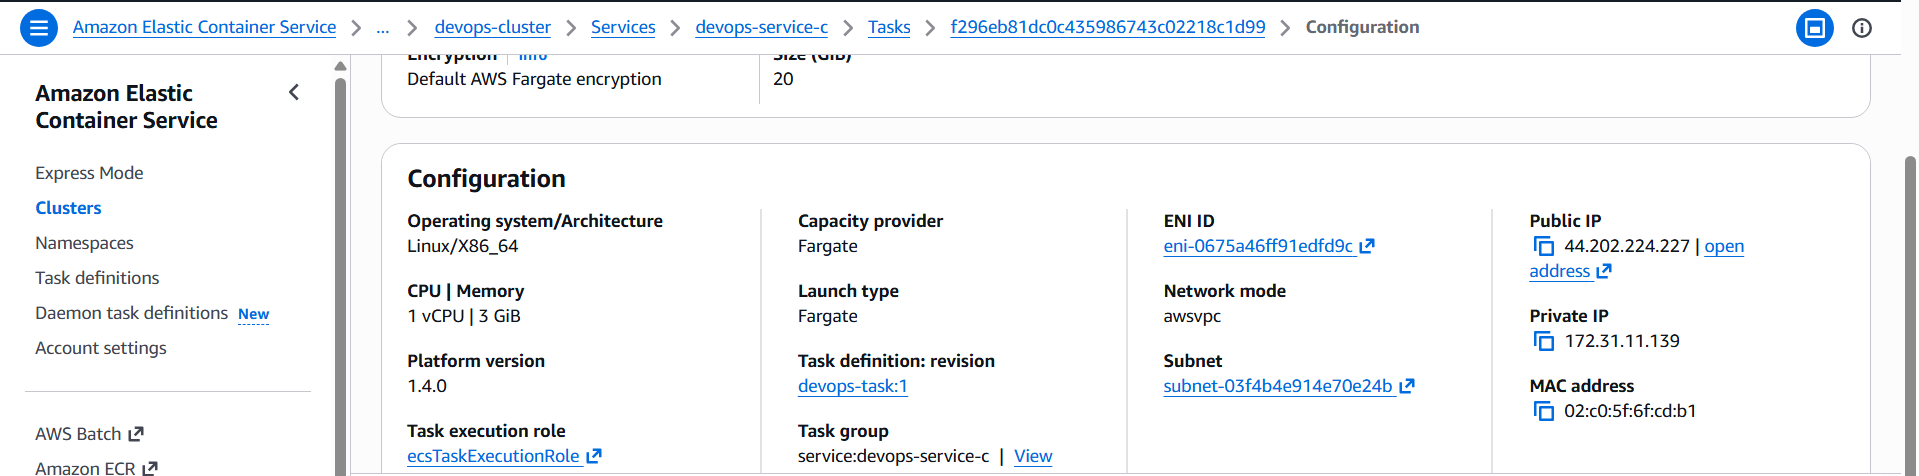 Amazon Elastic Container Service > ... > devops-cluster > Services > devops-service-c > Tasks > f296eb81dc0c435986743c02218c1d99 > Configuration
Amazon Elastic
Container Service
Express Mode
Clusters
Namespaces
Task definitions
Daemon task definitions New
Account settings
AWS Batch
Amazon ECR
Encryption | Info
Default AWS Fargate encryption
Size (GiB)
20
Configuration
Operating system/Architecture
Linux/X86_64
CPU | Memory
1 vCPU | 3 GiB
Platform version
1.4.0
Task execution role
ecsTaskExecutionRole
Capacity provider
Fargate
Launch type
Fargate
Task definition: revision
devops-task:1
Task group
service:devops-service-c | View
ENI ID
eni-0675a46ff91edfd9c
Network mode
awsvpc
Subnet
subnet-03f4b4e914e70e24b
Public IP
44.202.224.227 | open
address
Private IP
172.31.11.139
MAC address
02:c0:5f:6f:cd:b1